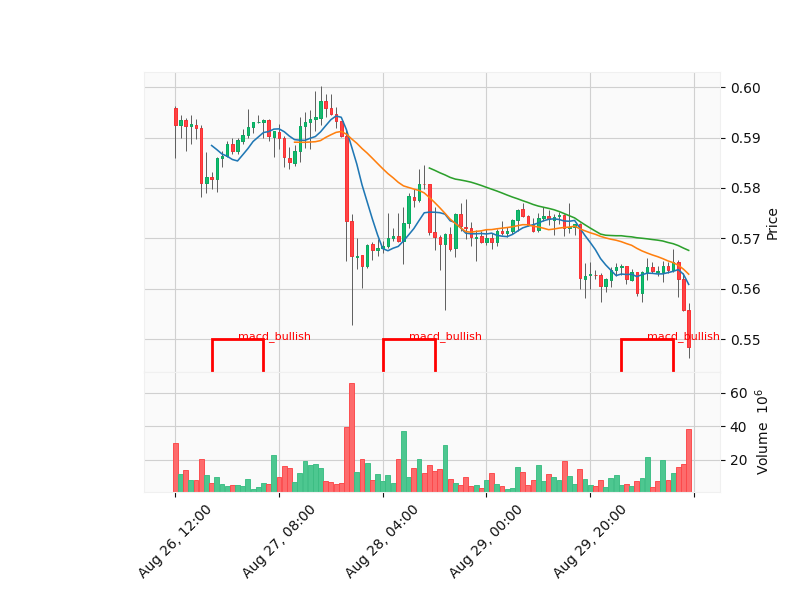 0.60
0.59
0.58
0.57
0.56
0.55
Price
macd_bullish
macd_bullish
macd_bullish
60
40
20
Volume 10⁶
Aug 26, 12:00
Aug 27, 08:00
Aug 28, 04:00
Aug 29, 00:00
Aug 29, 20:00